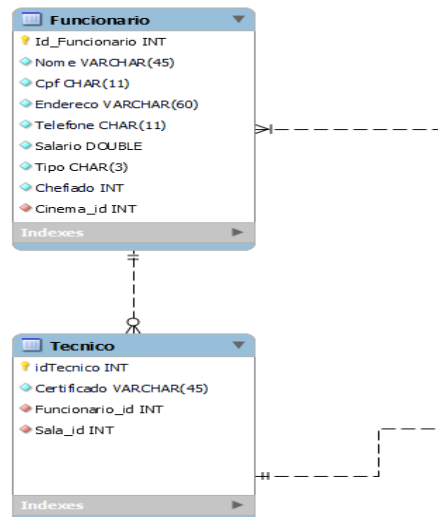 Funcionario
Id_Funcionario INT
Nome VARCHAR(45)
Cpf CHAR(11)
Endereco VARCHAR(60)
Telefone CHAR(11)
Salario DOUBLE
Tipo CHAR(3)
Chefiado INT
Cinema_id INT
Indexes
Tecnico
idTecnico INT
Certificado VARCHAR(45)
Funcionario_id INT
Sala_id INT
Indexes